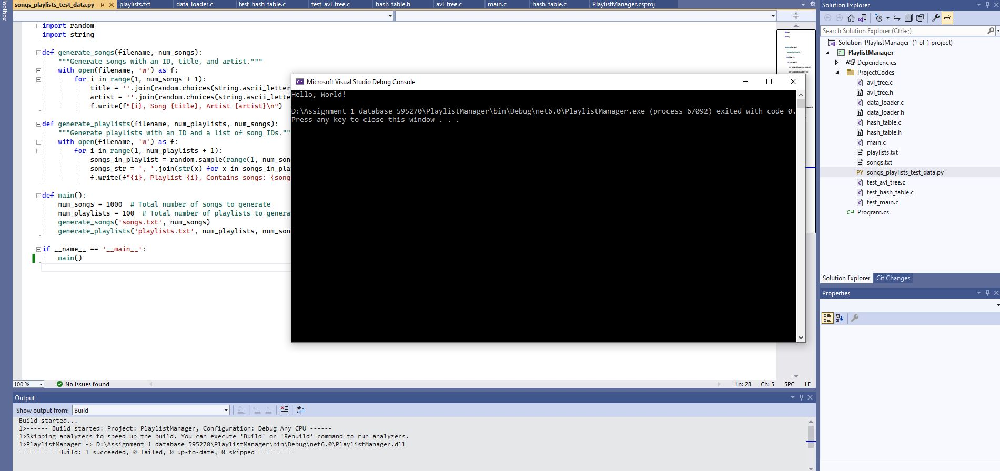 Toolbox
songs_playlists_test_data.py playlists.txt data_loader.c test_hash_table.c test_avl_tree.c hash_table.h avl_tree.c main.c hash_table.c PlaylistManager.csproj
import random
import string
def generate_songs(filename, num_songs):
"""Generate songs with an ID, title, and artist."""
with open(filename, 'w') as f:
for i in range(1, num_songs + 1):
title = ''.join(random.choices(string.ascii_letter
artist = ''.join(random.choices(string.ascii_lette
f.write(f"{i}, Song {title}, Artist {artist}\n")
def generate_playlists(filename, num_playlists, num_songs):
"""Generate playlists with an ID and a list of song IDs.""
with open(filename, 'w') as f:
for i in range(1, num_playlists + 1):
songs_in_playlist = random.sample(range(1, num_son
songs_str = ', '.join(str(x) for x in songs_in_pla
f.write(f"{i}, Playlist {i}, Contains songs: {song
def main():
num_songs = 1000  # Total number of songs to generate
num_playlists = 100  # Total number of playlists to genera
generate_songs('songs.txt', num_songs)
generate_playlists('playlists.txt', num_playlists, num_son
if __name__ == '__main__':
main()
Microsoft Visual Studio Debug Console
Hello, World!
D:\Assignment 1 database 595270\PlaylistManager\bin\Debug\net6.0\PlaylistManager.exe (process 67092) exited with code 0.
Press any key to close this window . . .
100 % No issues found Ln: 28 Ch: 5 SPC LF
Output
Show output from: Build
Build started...
1>------ Build started: Project: PlaylistManager, Configuration: Debug Any CPU ------
1>Skipping analyzers to speed up the build. You can execute 'Build' or 'Rebuild' command to run analyzers.
1>PlaylistManager -> D:\Assignment 1 database 595270\PlaylistManager\bin\Debug\net6.0\PlaylistManager.dll
========== Build: 1 succeeded, 0 failed, 0 up-to-date, 0 skipped ==========
Solution Explorer
Search Solution Explorer (Ctrl+;)
Solution 'PlaylistManager' (1 of 1 project)
C# PlaylistManager
Dependencies
ProjectCodes
avl_tree.c
avl_tree.h
data_loader.c
data_loader.h
hash_table.c
hash_table.h
main.c
playlists.txt
songs.txt
PY songs_playlists_test_data.py
test_avl_tree.c
test_hash_table.c
test_main.c
C# Program.cs
Solution Explorer Git Changes
Properties